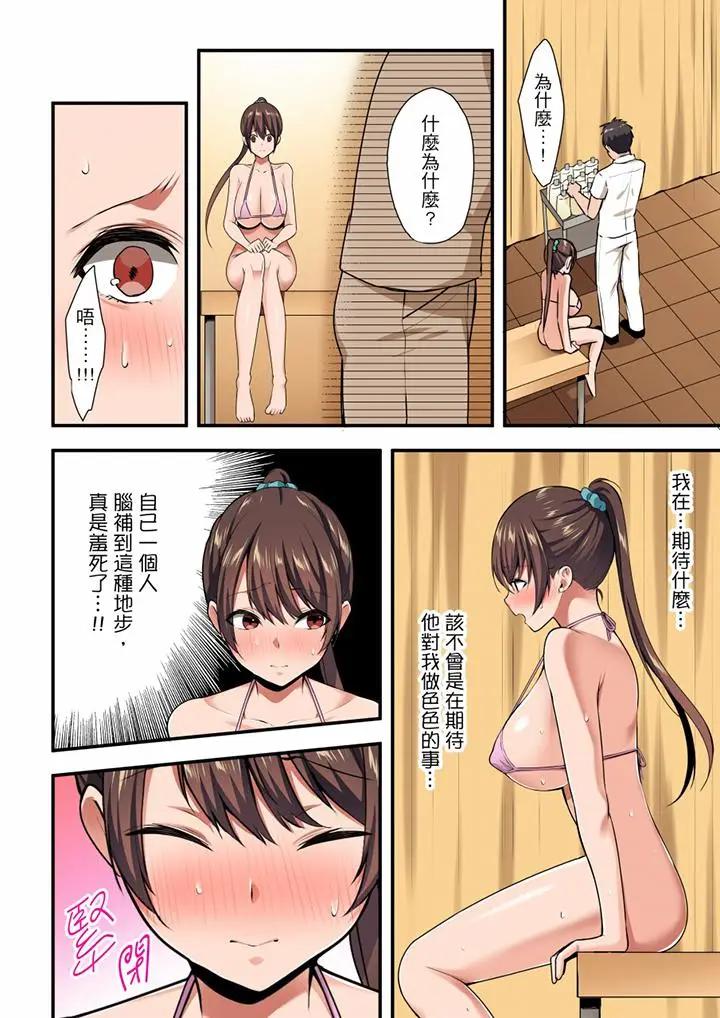 為什麼…!
什麼為什麼？
唔……!!!
我在…期待什麼…
該不會是在期待
他對我做色色的事…
自己一個人
腦補到這種地步，
真是羞死了…!!
緊閉